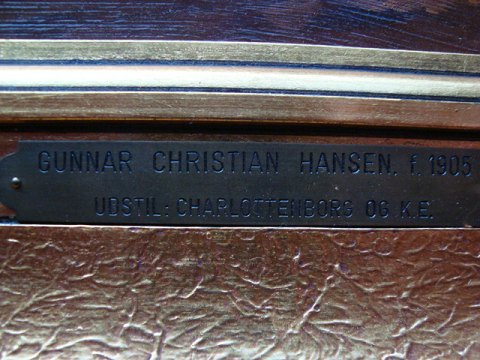 GUNNAR CHRISTIAN HANSEN. f. 1905
UDSTIL: CHARLOTTENBORG OG K.E.